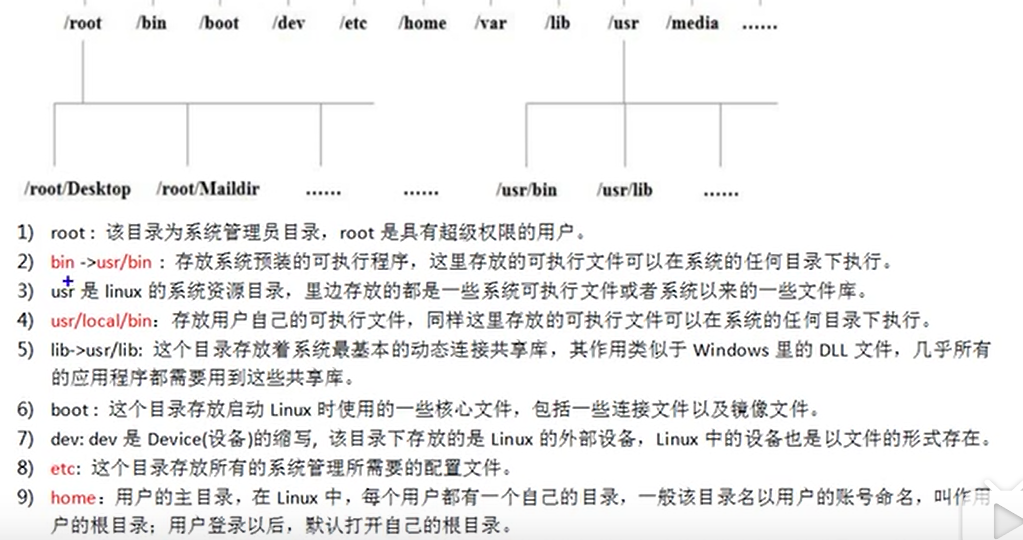 /root /bin /boot /dev /etc /home /var /lib /usr /media ......
/root/Desktop /root/Maildir ...... ...... /usr/bin /usr/lib ......
1) root : 该目录为系统管理员目录，root 是具有超级权限的用户。
2) bin ->usr/bin : 存放系统预装的可执行程序，这里存放的可执行文件可以在系统的任何目录下执行。
3) usr 是 linux 的系统资源目录，里边存放的都是一些系统可执行文件或者系统以来的一些文件库。
4) usr/local/bin: 存放用户自己的可执行文件，同样这里存放的可执行文件可以在系统的任何目录下执行。
5) lib->usr/lib: 这个目录存放着系统最基本的动态连接共享库，其作用类似于 Windows 里的 DLL 文件，几乎所有
的应用程序都需要用到这些共享库。
6) boot : 这个目录存放启动 Linux 时使用的一些核心文件，包括一些连接文件以及镜像文件。
7) dev: dev 是 Device(设备)的缩写, 该目录下存放的是 Linux 的外部设备，Linux 中的设备也是以文件的形式存在。
8) etc: 这个目录存放所有的系统管理所需要的配置文件。
9) home：用户的主目录，在 Linux 中，每个用户都有一个自己的目录，一般该目录名以用户的账号命名，叫作用
户的根目录；用户登录以后，默认打开自己的根目录。